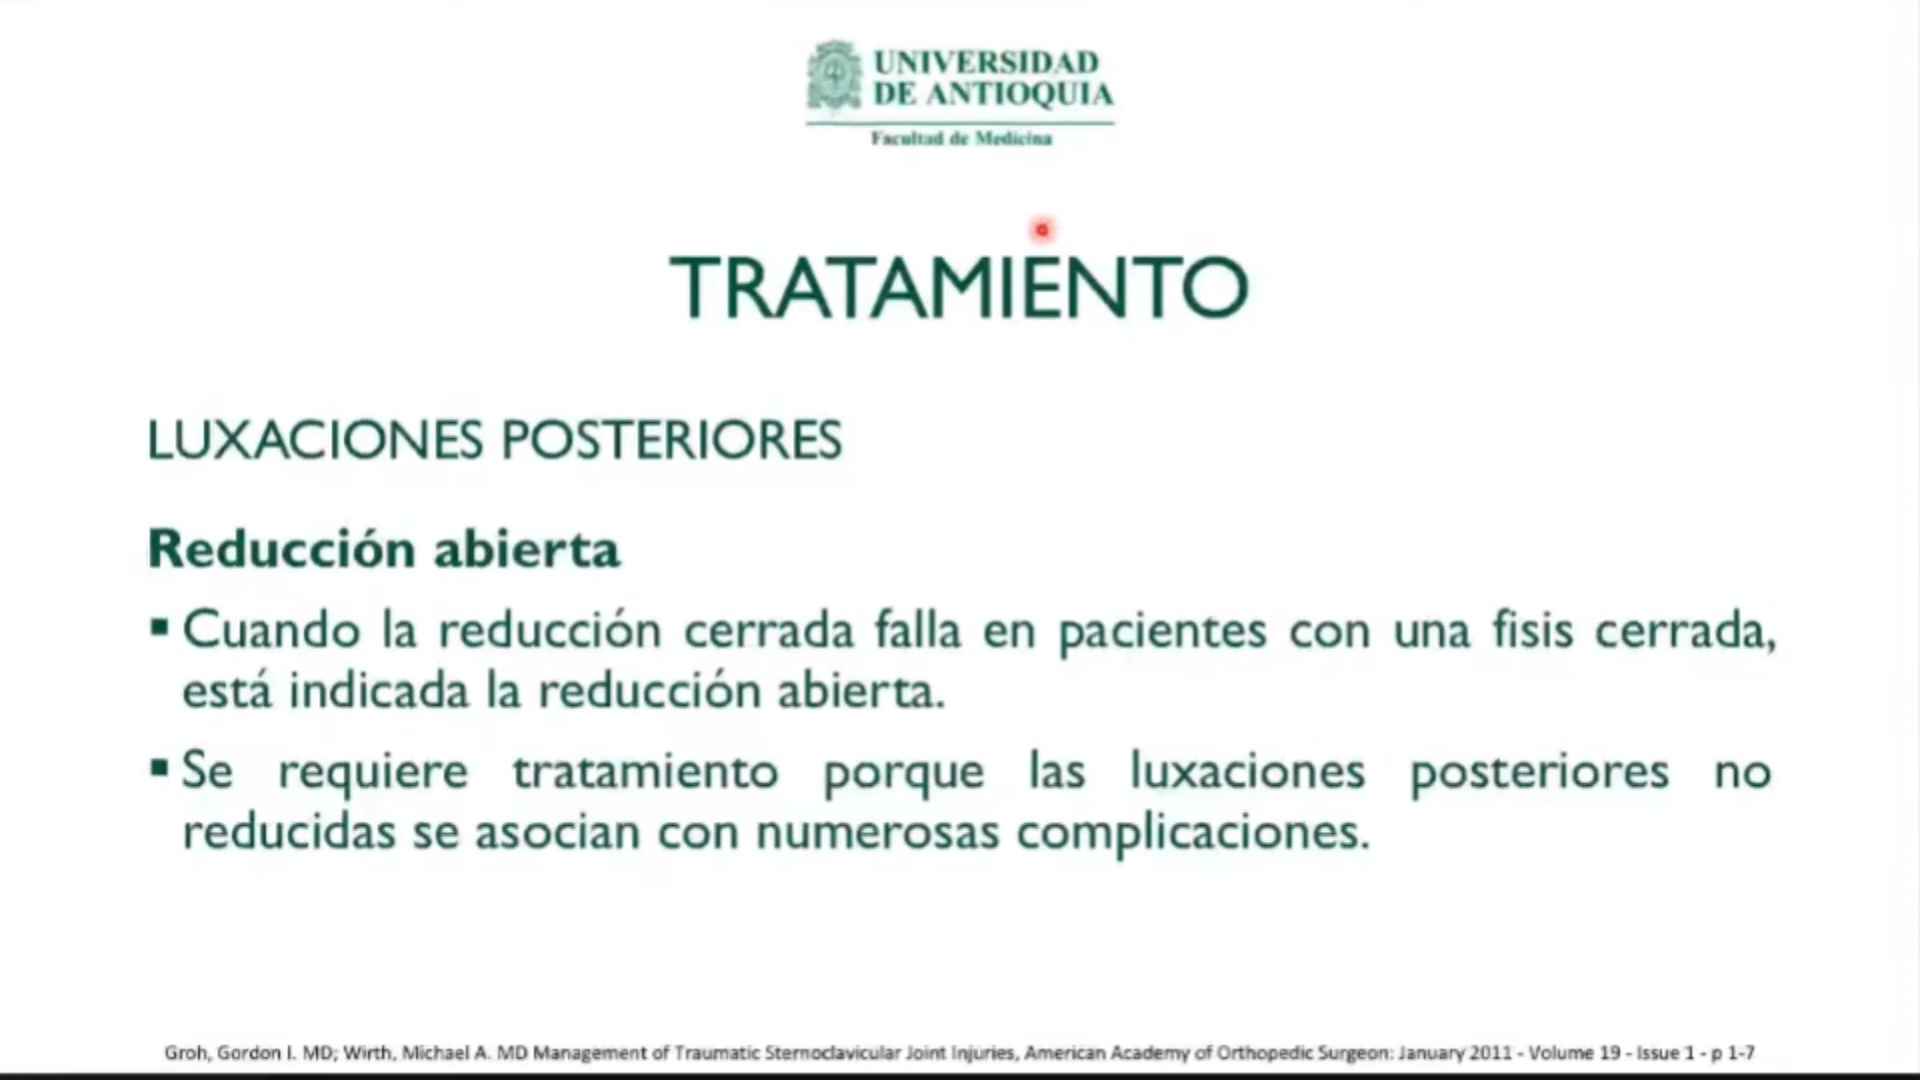 UNIVERSIDAD
DE ANTIOQUIA
Facultad de Medicina
TRATAMIENTO
LUXACIONES POSTERIORES
Reducción abierta
▪ Cuando la reducción cerrada falla en pacientes con una fisis cerrada,
está indicada la reducción abierta.
▪ Se requiere tratamiento porque las luxaciones posteriores no
reducidas se asocian con numerosas complicaciones.
Groh, Gordon I. MD; Wirth, Michael A. MD Management of Traumatic Sternoclavicular Joint Injuries, American Academy of Orthopedic Surgeon: January 2011 - Volume 19 - Issue 1 - p 1-7